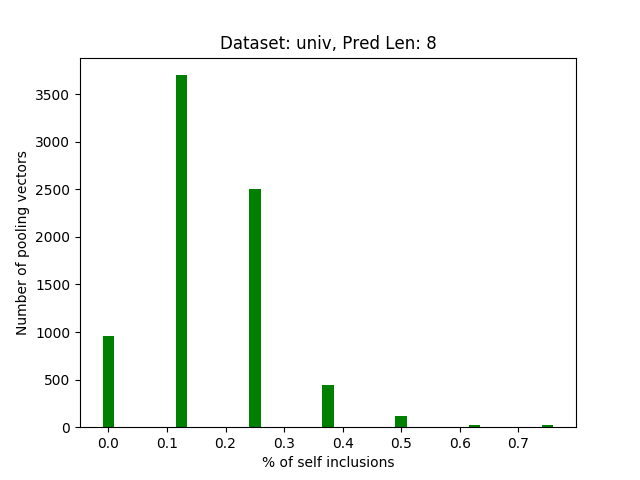 Dataset: univ, Pred Len: 8
Number of pooling vectors
3500
3000
2500
2000
1500
1000
500
0
0.0 0.1 0.2 0.3 0.4 0.5 0.6 0.7
% of self inclusions